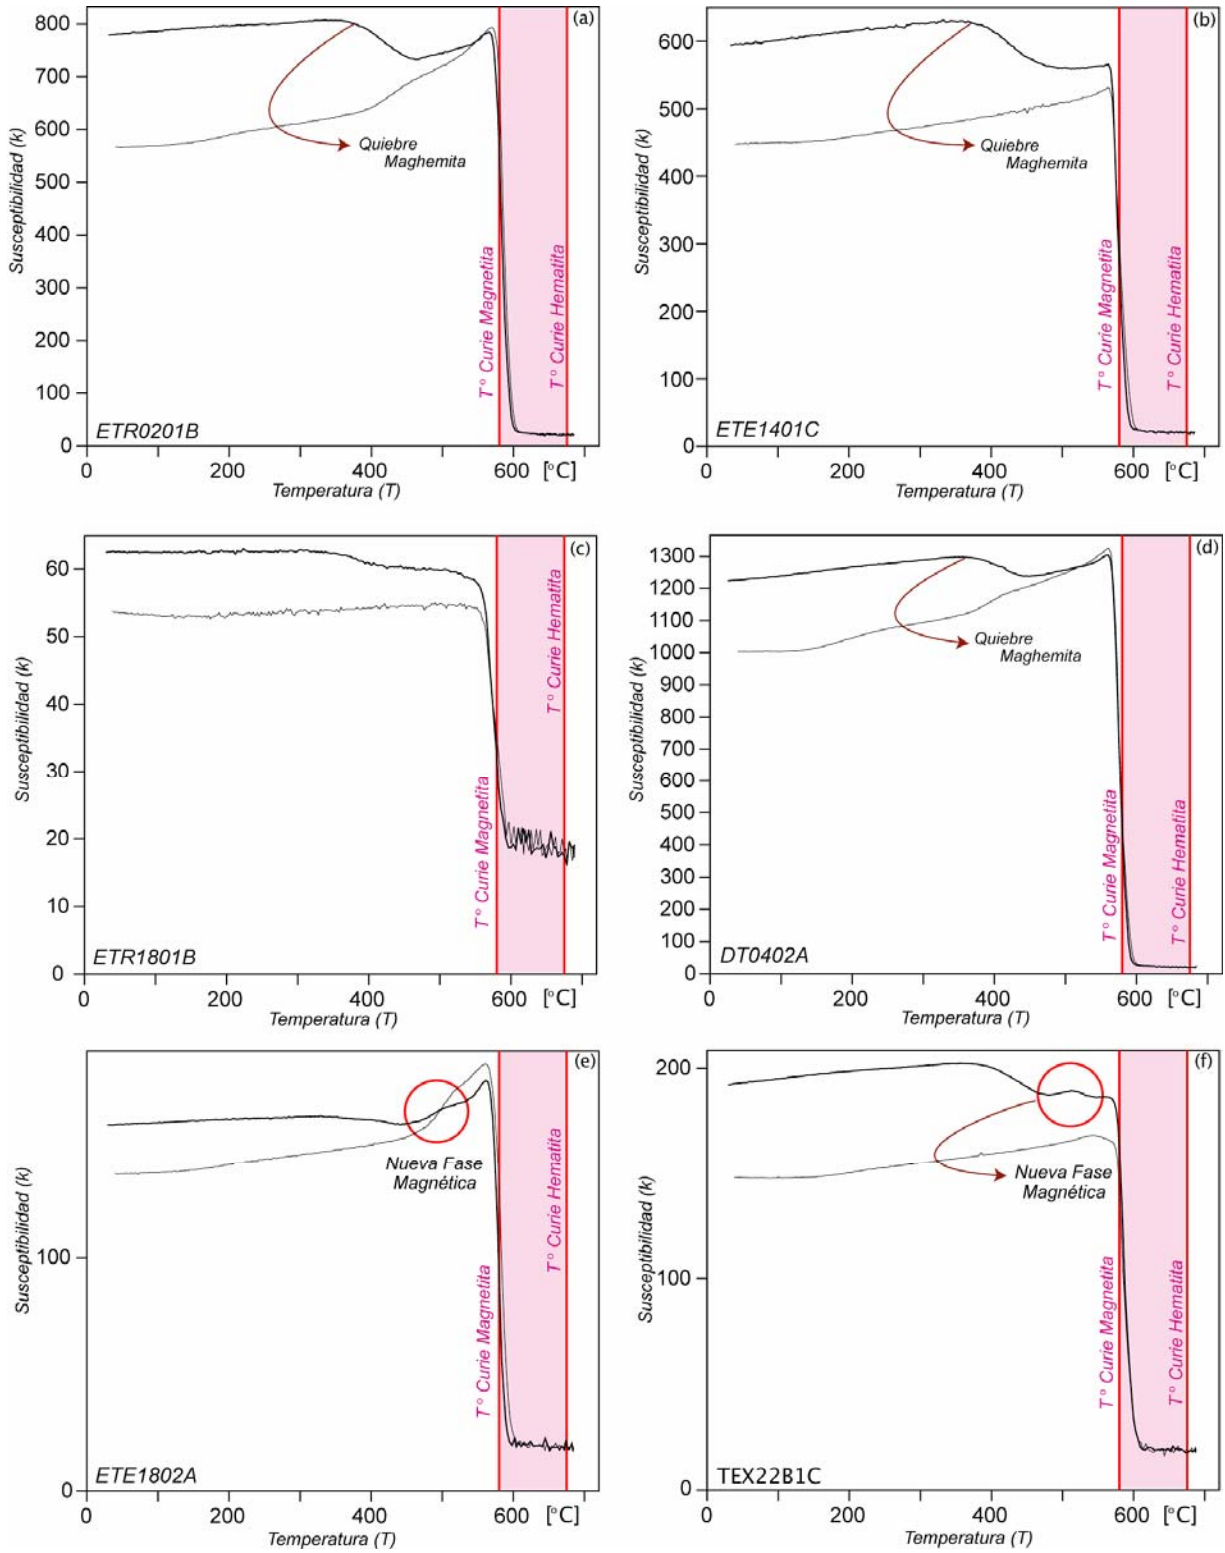 (a)
800
700
600
500
400
300
200
100
0
Susceptibilidad (k)
Quiebre
Maghemita
T° Curie Magnetita
T° Curie Hematita
ETR0201B
0
200
400
600
[°C]
Temperatura (T)
(b)
600
500
400
300
200
100
0
Susceptibilidad (k)
Quiebre
Maghemita
T° Curie Magnetita
T° Curie Hematita
ETE1401C
0
200
400
600
[°C]
Temperatura (T)
(c)
60
50
40
30
20
10
0
Susceptibilidad (k)
T° Curie Magnetita
T° Curie Hematita
ETR1801B
0
200
400
600
[°C]
Temperatura (T)
(d)
1300
1200
1100
1000
900
800
700
600
500
400
300
200
100
0
Susceptibilidad (k)
Quiebre
Maghemita
T° Curie Magnetita
T° Curie Hematita
DT0402A
0
200
400
600
[°C]
Temperatura (T)
(e)
100
0
Susceptibilidad (k)
Nueva Fase
Magnética
T° Curie Magnetita
T° Curie Hematita
ETE1802A
0
200
400
600
[°C]
Temperatura (T)
(f)
200
100
0
Susceptibilidad (k)
Nueva Fase
Magnética
T° Curie Magnetita
T° Curie Hematita
TEX22B1C
0
200
400
600
[°C]
Temperatura (T)